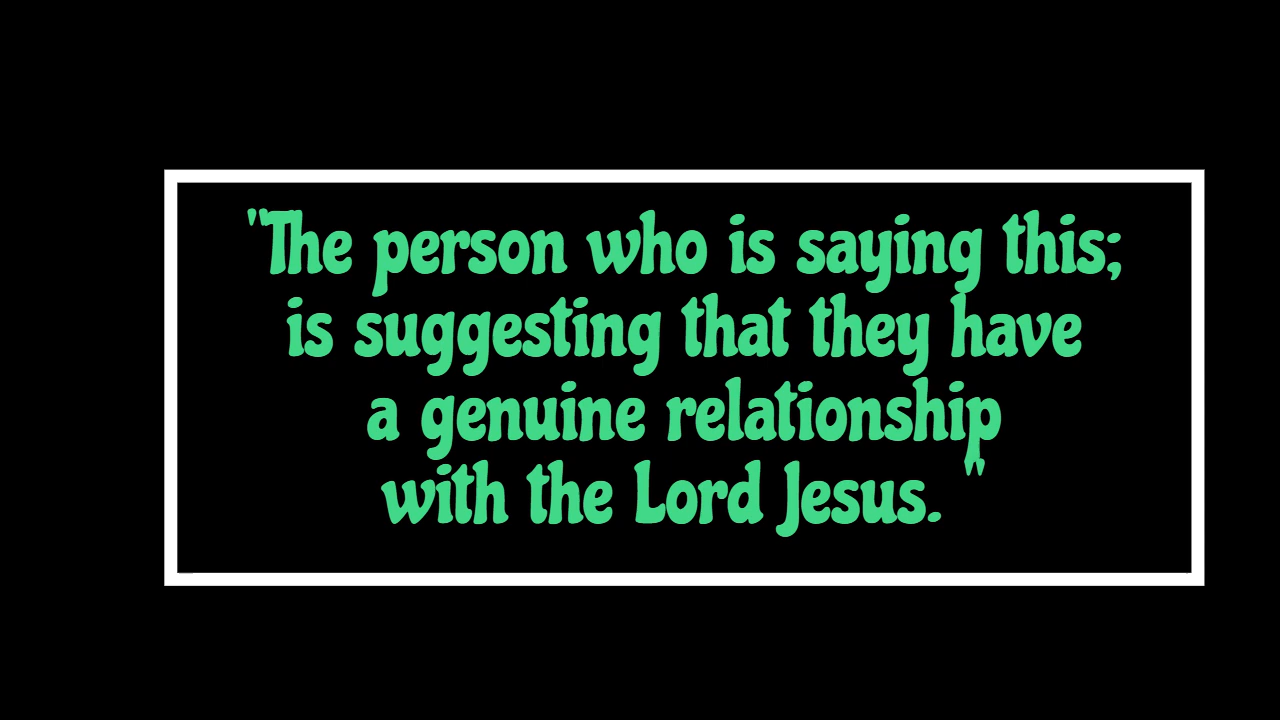 "The person who is saying this;
is suggesting that they have
a genuine relationship
with the Lord Jesus. "